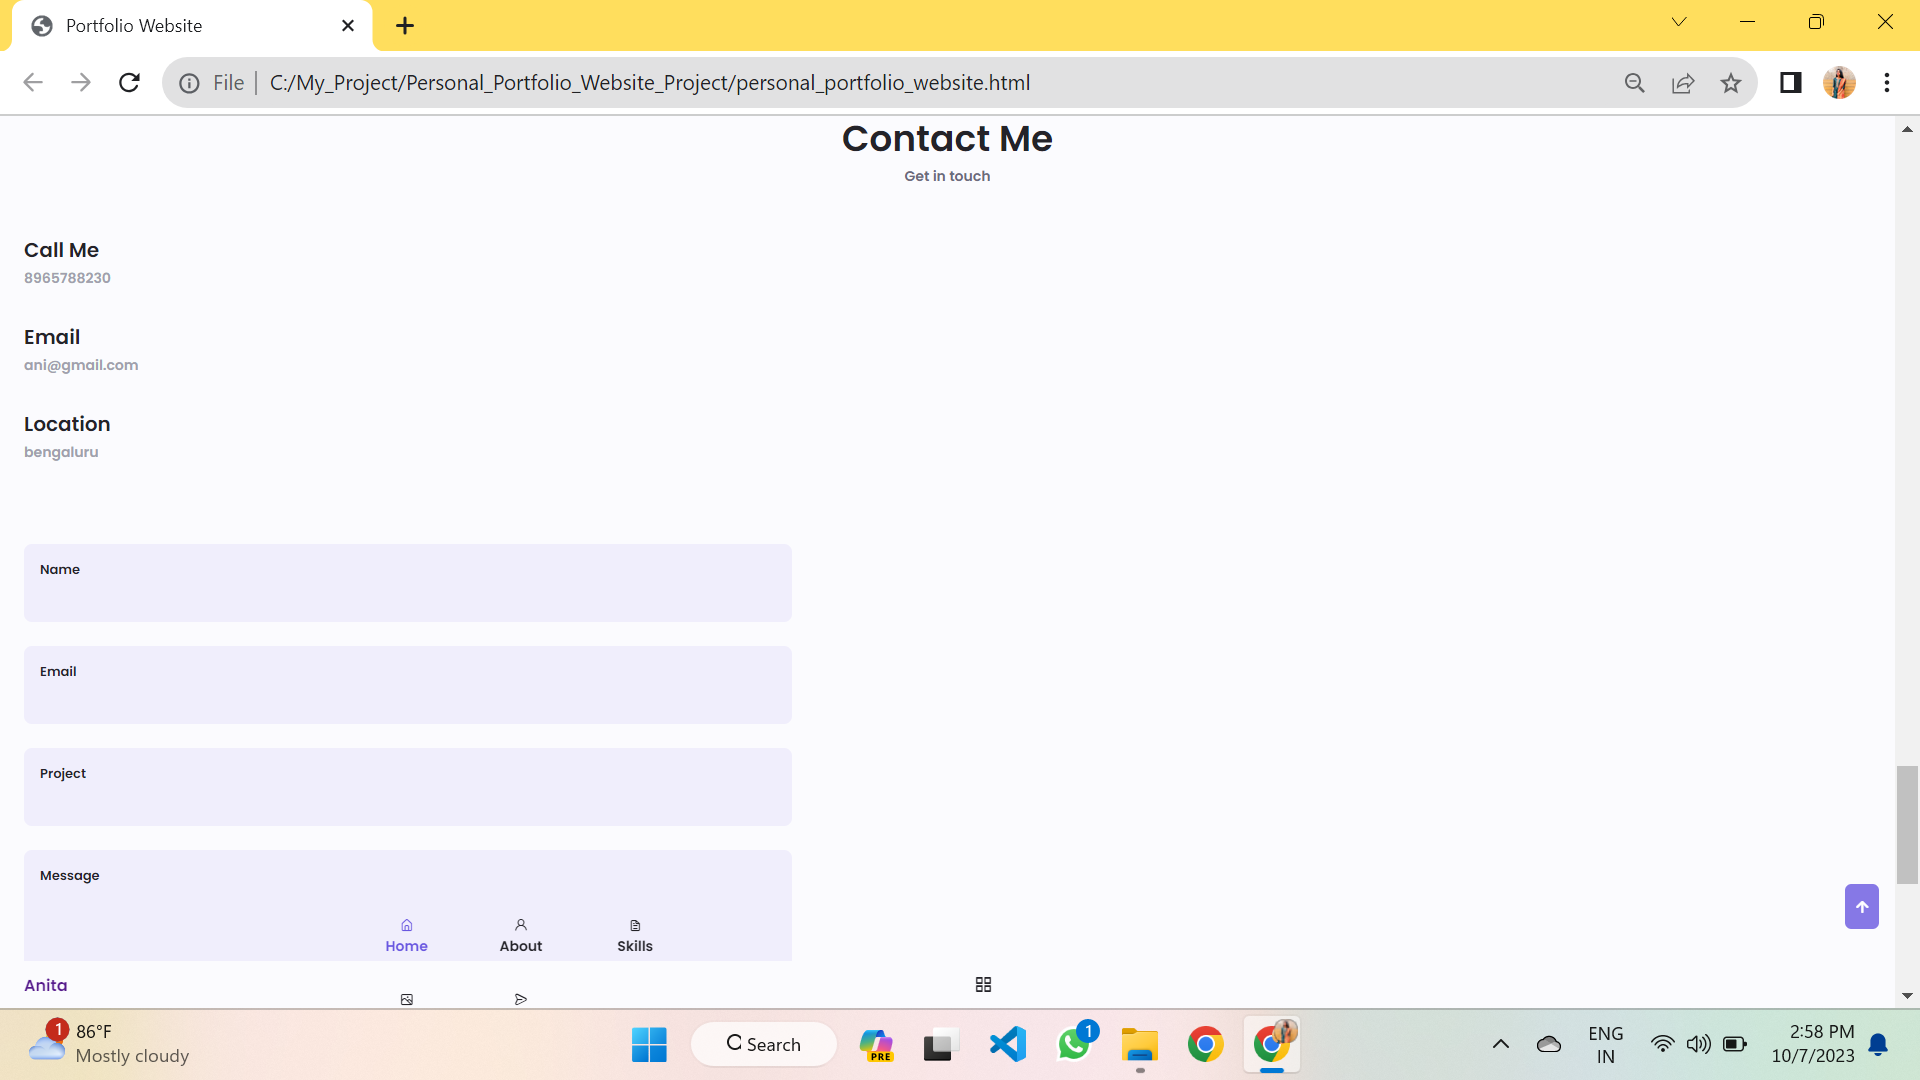 Portfolio Website
File
C:/My_Project/Personal_Portfolio_Website_Project/personal_portfolio_website.html
Contact Me
Get in touch
Call Me
8965788230
Email
ani@gmail.com
Location
bengaluru
Name
Email
Project
Message
Home About Skills
Anita
1
86°F
Mostly cloudy
Search
PRE
1
ENG
IN
2:58 PM
10/7/2023